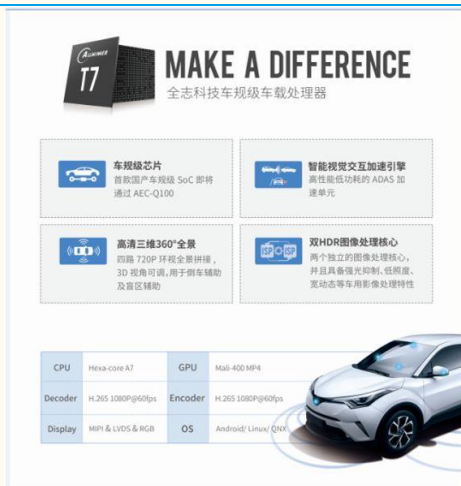 ALLWINNER
T7
MAKE A DIFFERENCE
全志科技车规级车载处理器
车规级芯片
首款国产车规级 SoC 即将
通过 AEC-Q100
智能视觉交互加速引擎
高性能低功耗的 ADAS 加
速单元
高清三维360°全景
四路 720P 环视全景拼接，
3D 视角可调,用于倒车辅助
及盲区辅助
双HDR图像处理核心
两个独立的图像处理核心，
并且具备强光抑制、低照度、
宽动态等车用影像处理特性
ISP
ISP
CPU Hexa-core A7 GPU Mali-400 MP4
Decoder H.265 1080P@60fps Encoder H.265 1080P@60fps
Display MIPI & LVDS & RGB OS Android/ Linux/ QNX